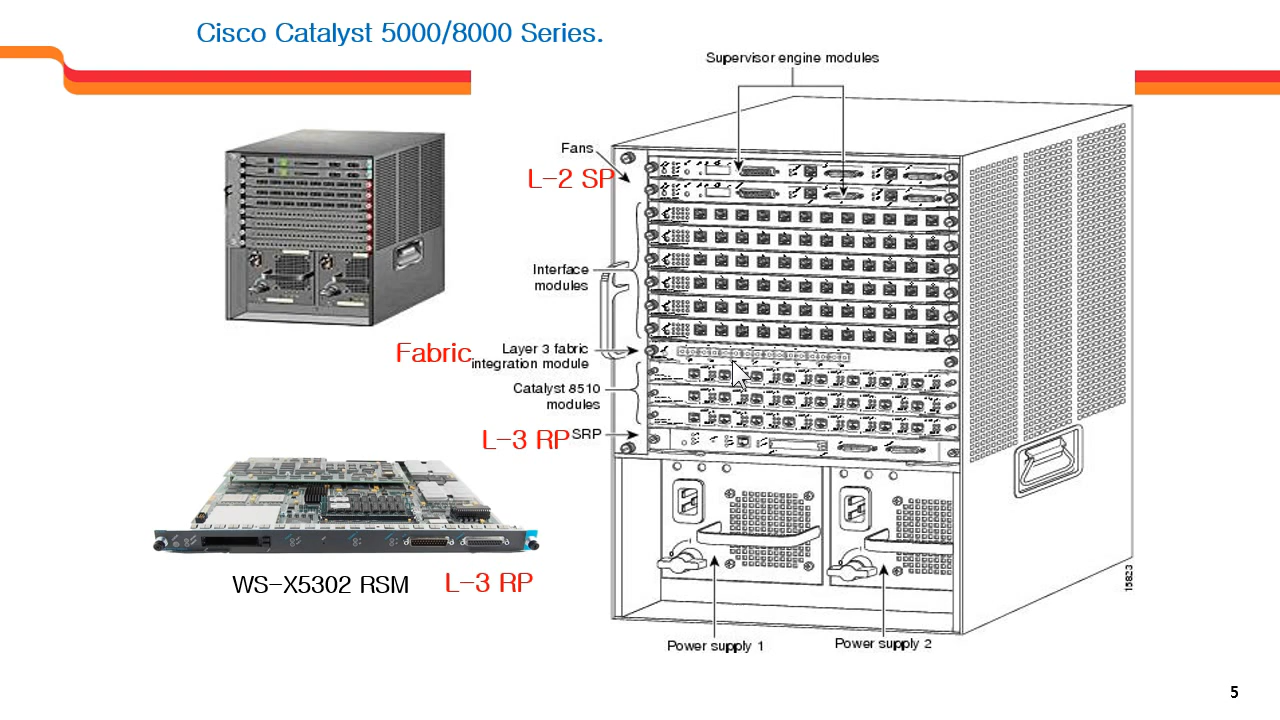 Cisco Catalyst 5000/8000 Series.
Supervisor engine modules
Fans
L-2 SP
Interface
modules
Fabric
Layer 3 fabric
integration module
Catalyst 8510
modules
L-3 RP
SRP
WS-X5302 RSM
L-3 RP
Power supply 1
Power supply 2
15823
5